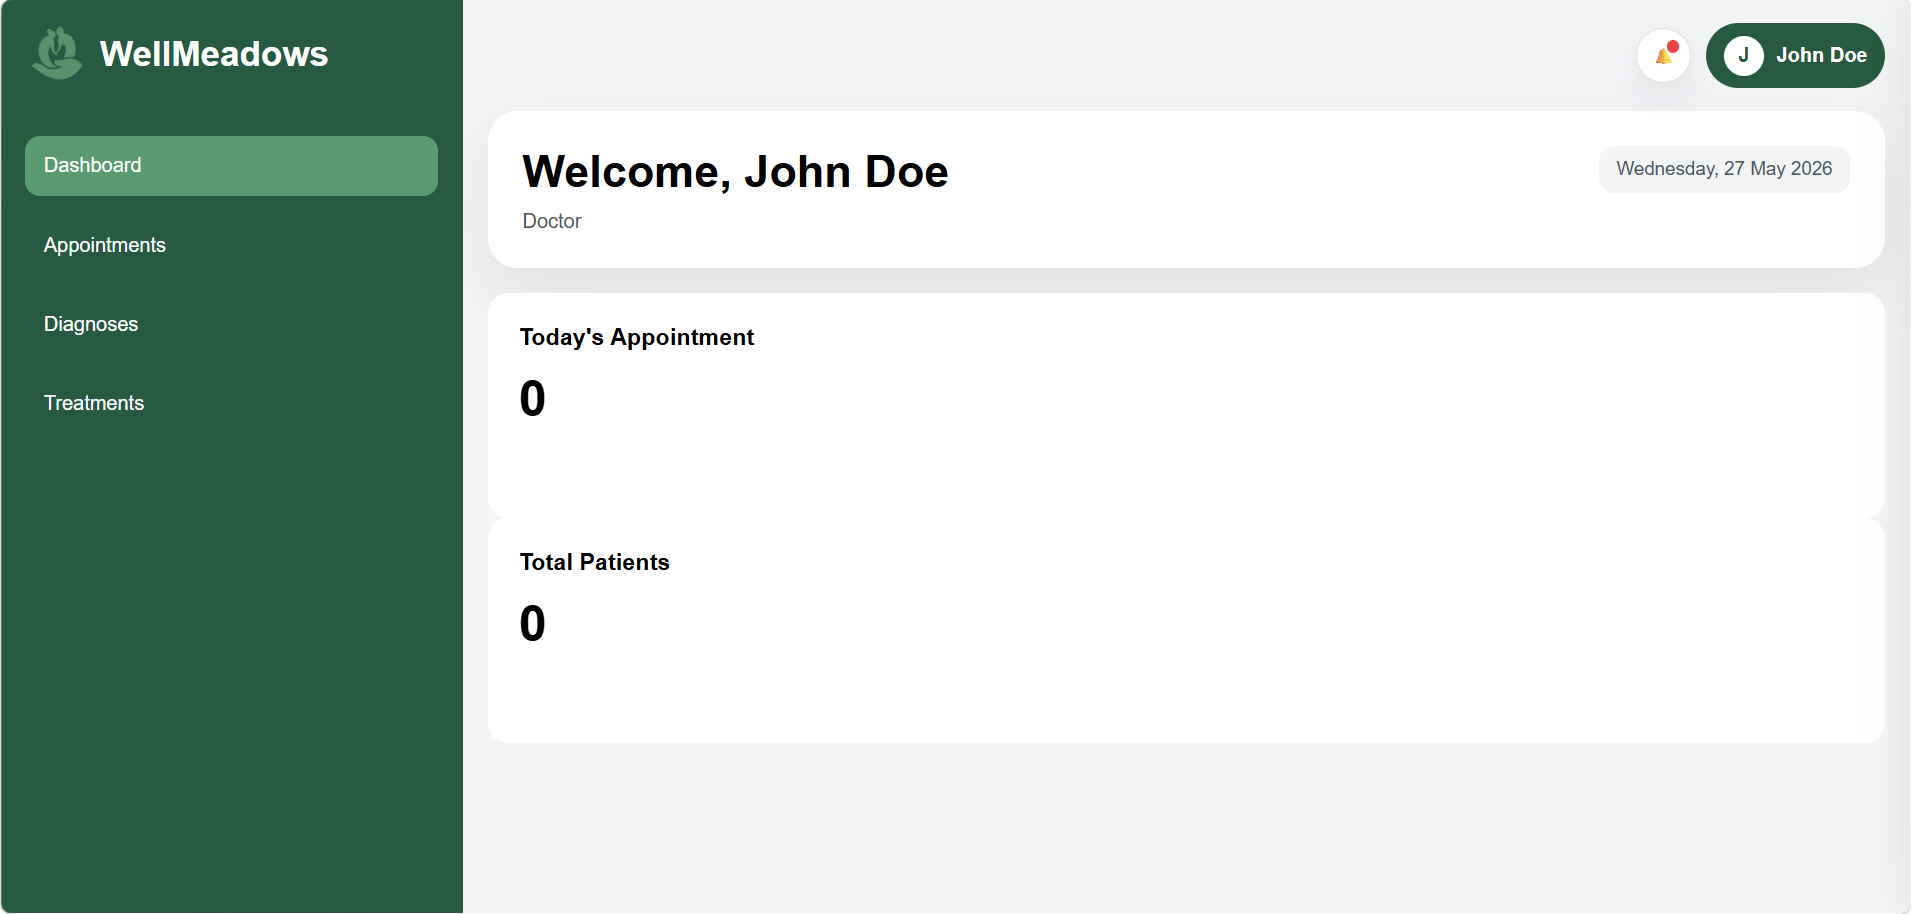 WellMeadows
Dashboard
Appointments
Diagnoses
Treatments
J John Doe
Welcome, John Doe
Doctor
Wednesday, 27 May 2026
Today's Appointment
0
Total Patients
0